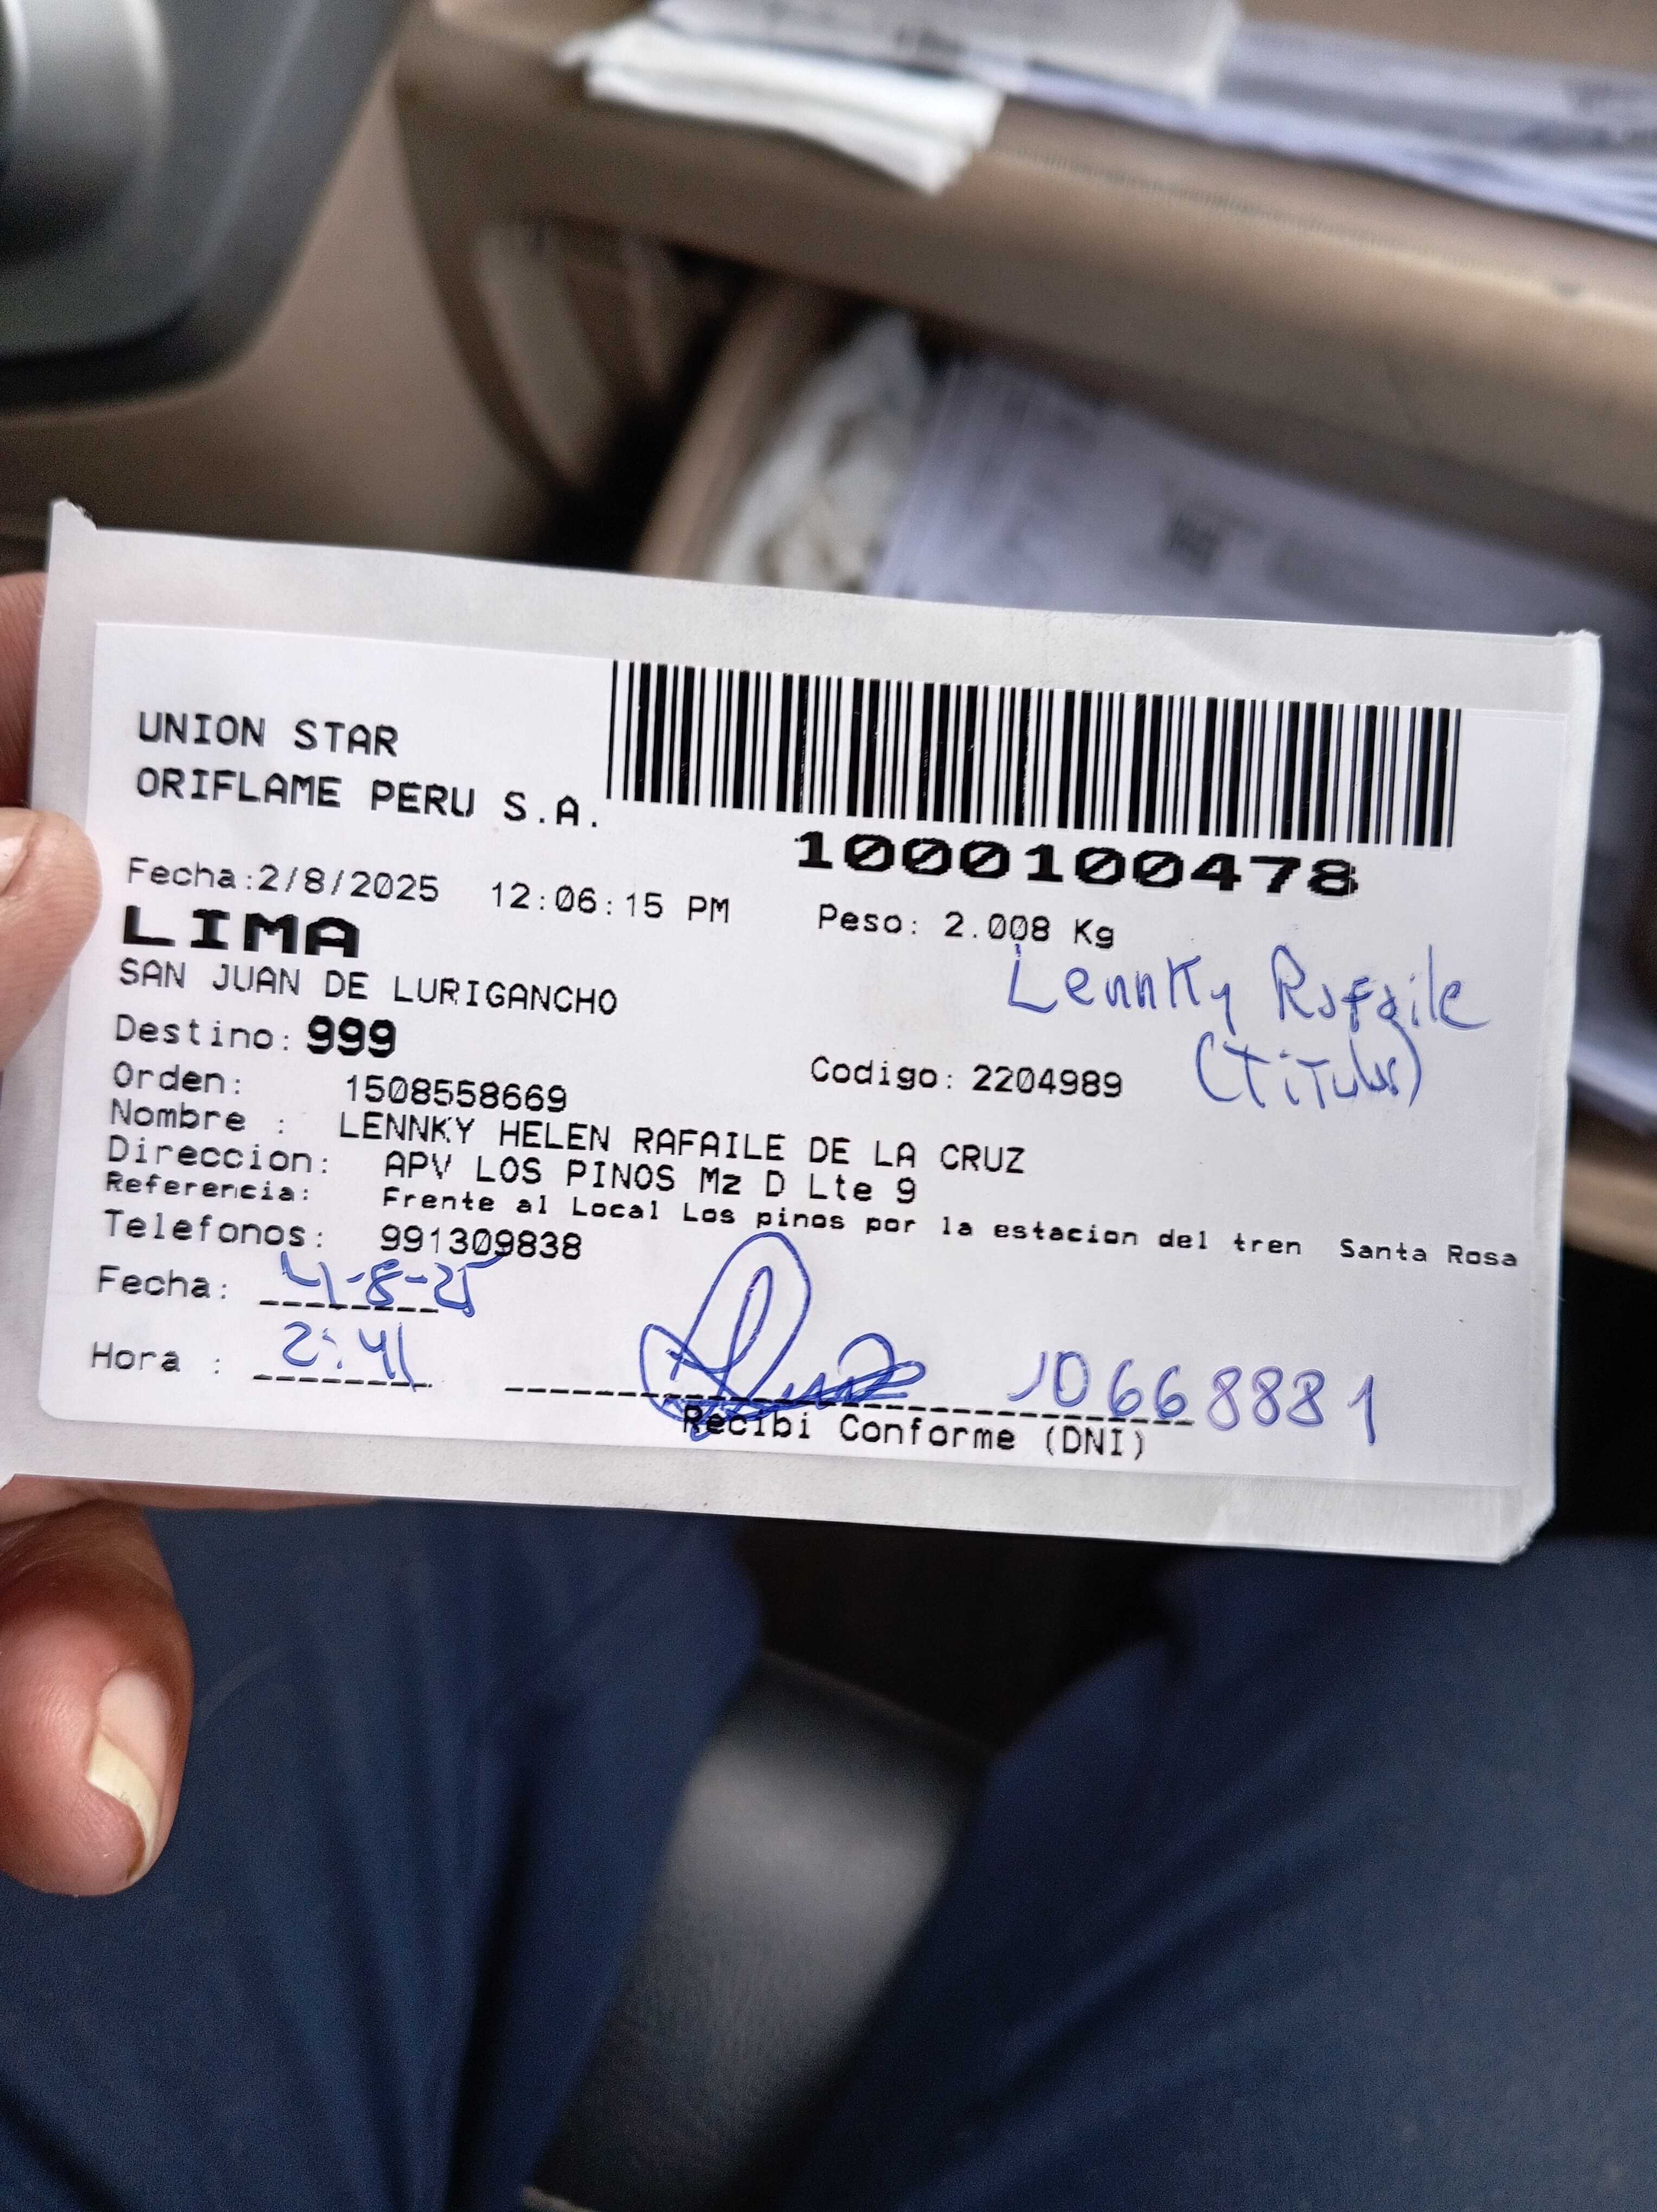 UNION STAR
ORIFLAME PERU S.A.
1000100478
Fecha:2/8/2025 12:06:15 PM
Peso: 2.008 Kg
LIMA
SAN JUAN DE LURIGANCHO
Lennky Rafaile
(Titular)
Destino: 999
Orden: 1508558669
Codigo: 2204989
Nombre : LENNKY HELEN RAFAILE DE LA CRUZ
Direccion: APV LOS PINOS Mz D Lte 9
Referencia: Frente al Local Los pinos por la estacion del tren Santa Rosa
Telefonos: 991309838
Fecha: 4-8-25
Hora : 2:41
10668881
Recibi Conforme (DNI)